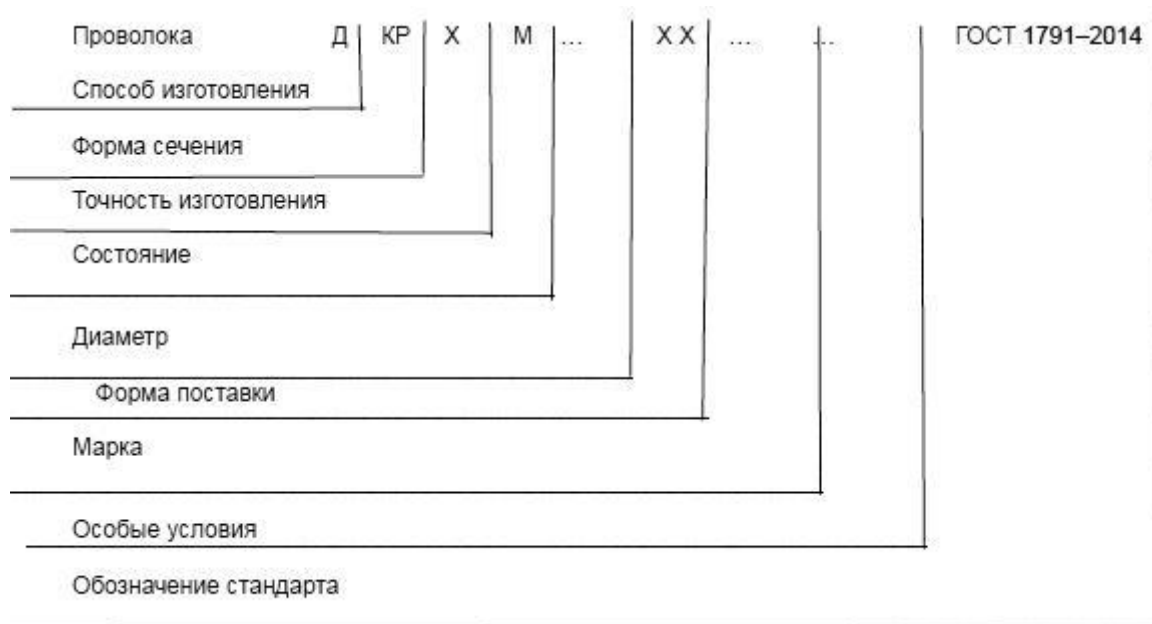 Проволока Д КР Х М ... Х Х ... ... ГОСТ 1791–2014
Способ изготовления
Форма сечения
Точность изготовления
Состояние
Диаметр
Форма поставки
Марка
Особые условия
Обозначение стандарта